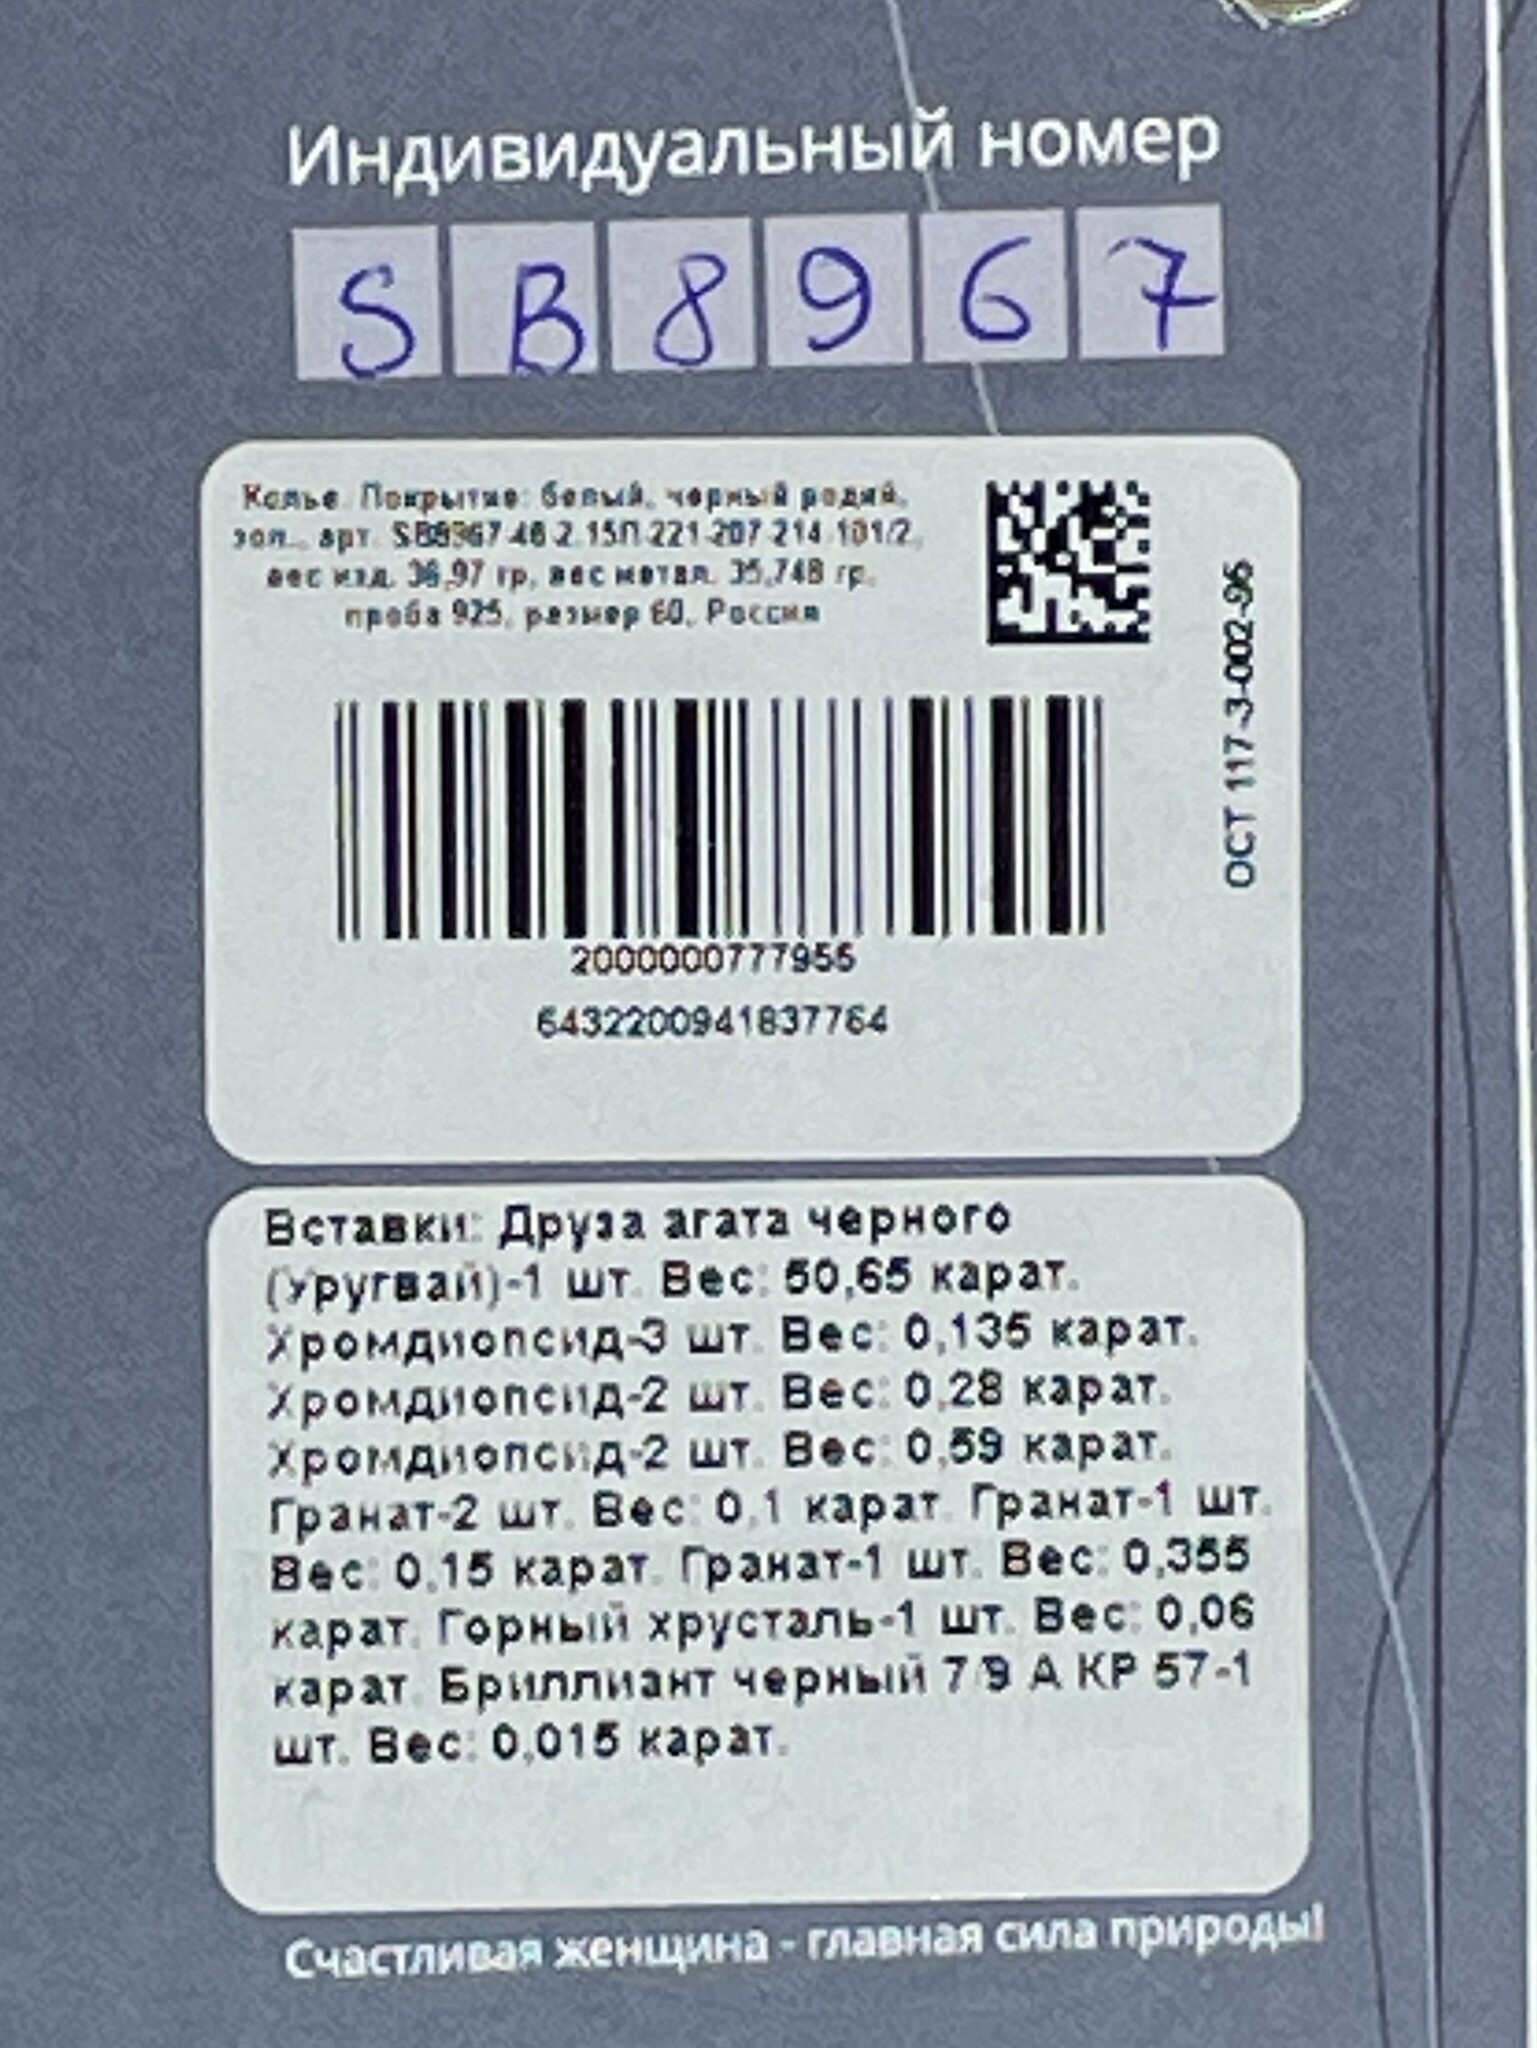 Индивидуальный номер
SB8967
Колье. Покрытие: белый, черный родий,
зол., арт. SB8967-46-2.15П-221-207-214-101/2,
вес изд. 36,97 гр, вес метал. 35,748 гр,
проба 925, размер 60, Россия
ОСТ 117-3-002-95
2000000777955
6432200941837764
Вставки: Друза агата черного
(Уругвай)-1 шт. Вес: 50,65 карат.
Хромдиопсид-3 шт. Вес: 0,135 карат.
Хромдиопсид-2 шт. Вес: 0,28 карат.
Хромдиопсид-2 шт. Вес: 0,59 карат.
Гранат-2 шт. Вес: 0,1 карат. Гранат-1 шт.
Вес: 0,15 карат. Гранат-1 шт. Вес: 0,355
карат. Горный хрусталь-1 шт. Вес: 0,06
карат. Бриллиант черный 7/9 А КР 57-1
шт. Вес: 0,015 карат.
Счастливая женщина - главная сила природы!